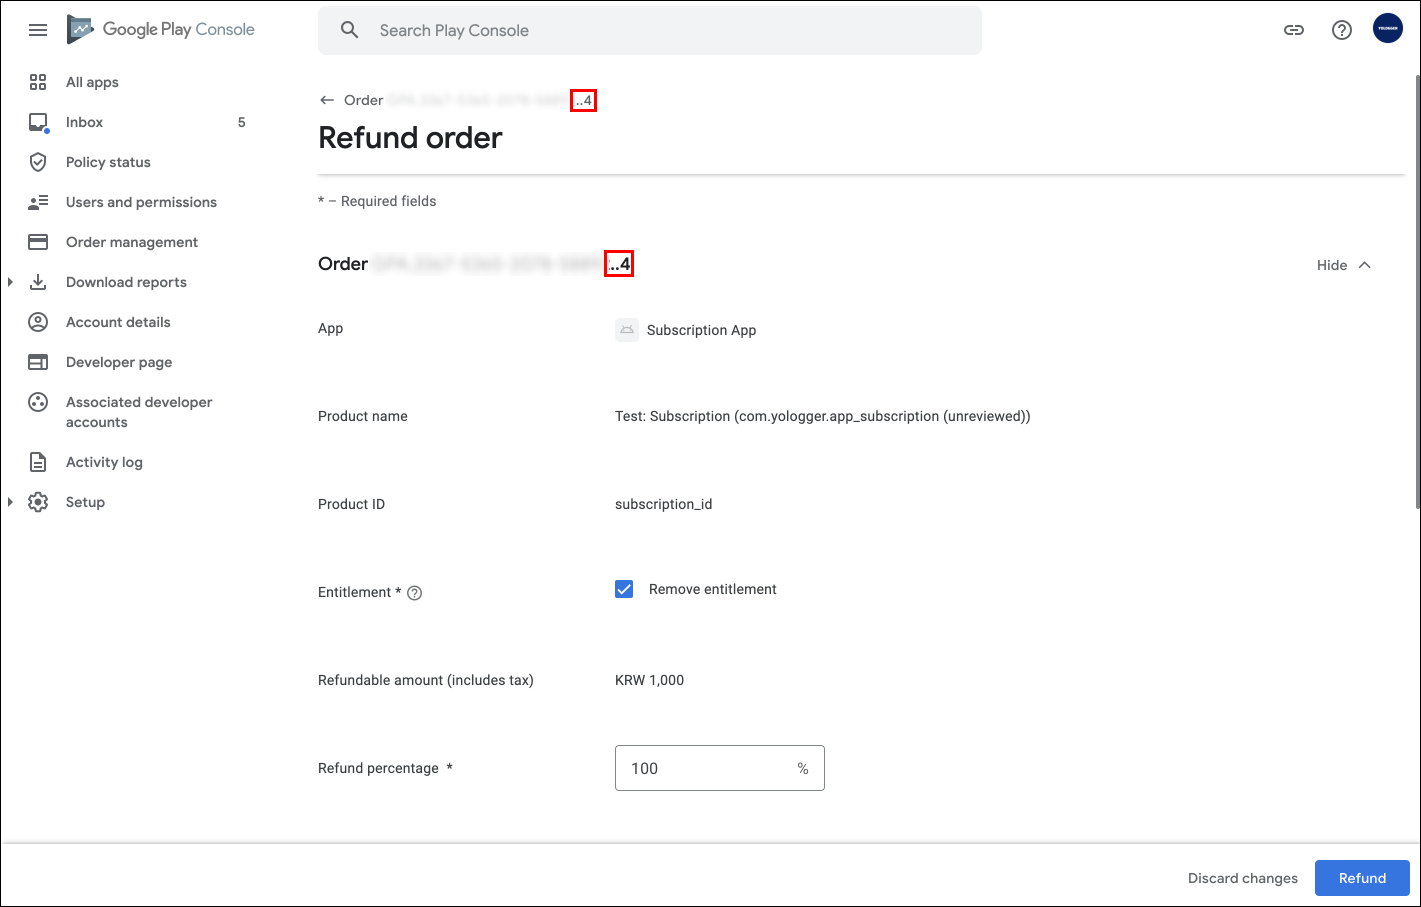 Google Play Console
Search Play Console
YOLOGGER
All apps
Inbox 5
Policy status
Users and permissions
Order management
Download reports
Account details
Developer page
Associated developer
accounts
Activity log
Setup
Order ..4
Refund order
* – Required fields
Order ..4
Hide
App Subscription App
Product name Test: Subscription (com.yologger.app_subscription (unreviewed))
Product ID subscription_id
Entitlement * Remove entitlement
Refundable amount (includes tax) KRW 1,000
Refund percentage * 100 %
Discard changes Refund